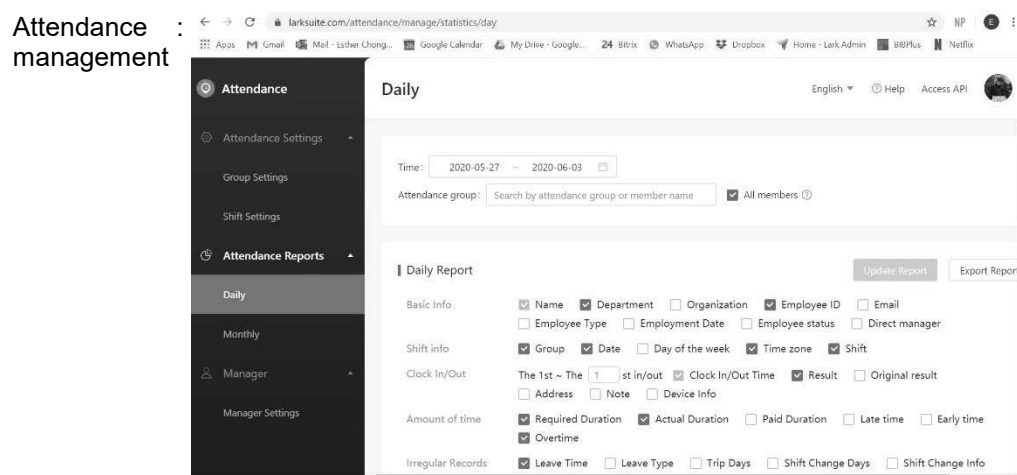 Attendance :
management
larksuite.com/attendance/manage/statistics/day
NP
E
Apps
Gmail
Mail - Esther Chong...
Google Calendar
My Drive - Google...
24 Bitrix
WhatsApp
Dropbox
Home - Lark Admin
BIBPlus
Netflix
Attendance
Daily
English
Help
Access API
Attendance Settings
Group Settings
Shift Settings
Attendance Reports
Daily
Monthly
Manager
Manager Settings
Time: 2020-05-27 – 2020-06-03
Attendance group: Search by attendance group or member name All members
Daily Report
Update Report
Export Report
Basic Info Name Department Organization Employee ID Email
Employee Type Employment Date Employee status Direct manager
Shift info Group Date Day of the week Time zone Shift
Clock In/Out The 1st ~ The 1 st in/out Clock In/Out Time Result Original result
Address Note Device Info
Amount of time Required Duration Actual Duration Paid Duration Late time Early time
Overtime
Irregular Records Leave Time Leave Type Trip Days Shift Change Days Shift Change Info